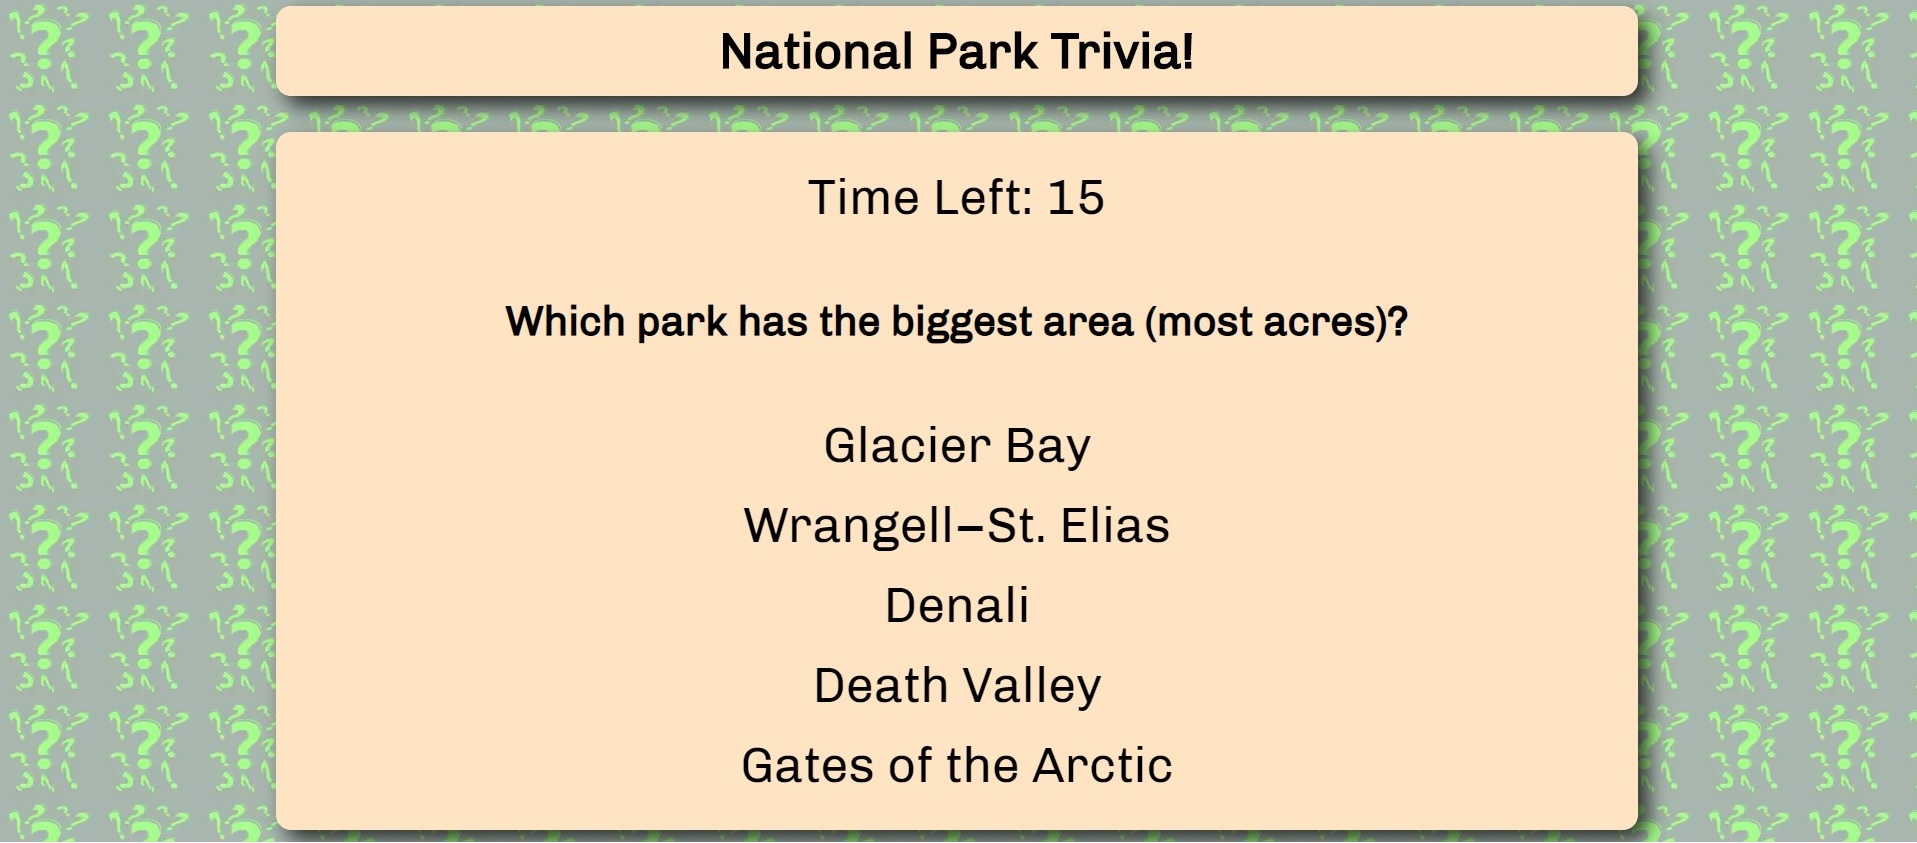 National Park Trivia!
Time Left: 15
Which park has the biggest area (most acres)?
Glacier Bay
Wrangell–St. Elias
Denali
Death Valley
Gates of the Arctic